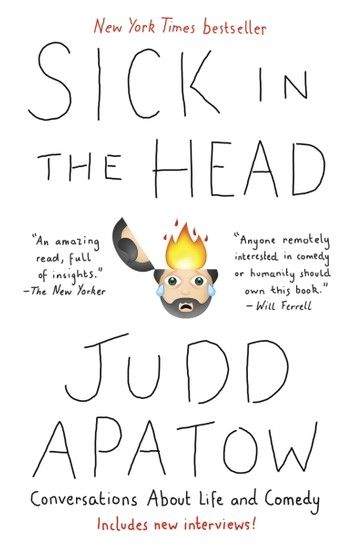 New York Times bestseller
SICK IN
THE HEAD
"An amazing
read, full
of insights."
—The New Yorker
"Anyone remotely
interested in comedy
or humanity should
own this book."
— Will Ferrell
JUDD
APATOW
Conversations About Life and Comedy
Includes new interviews!